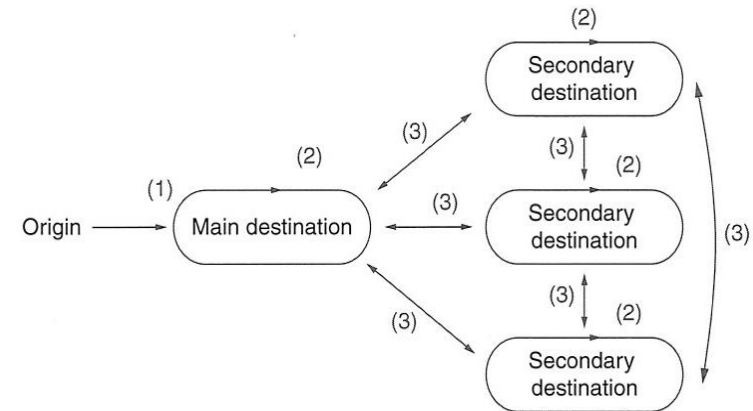 (2)
Secondary
destination
(3)
(2)
(3)
(2)
(1)
Origin
Main destination
(3)
Secondary
destination
(3)
(3)
(2)
(3)
Secondary
destination